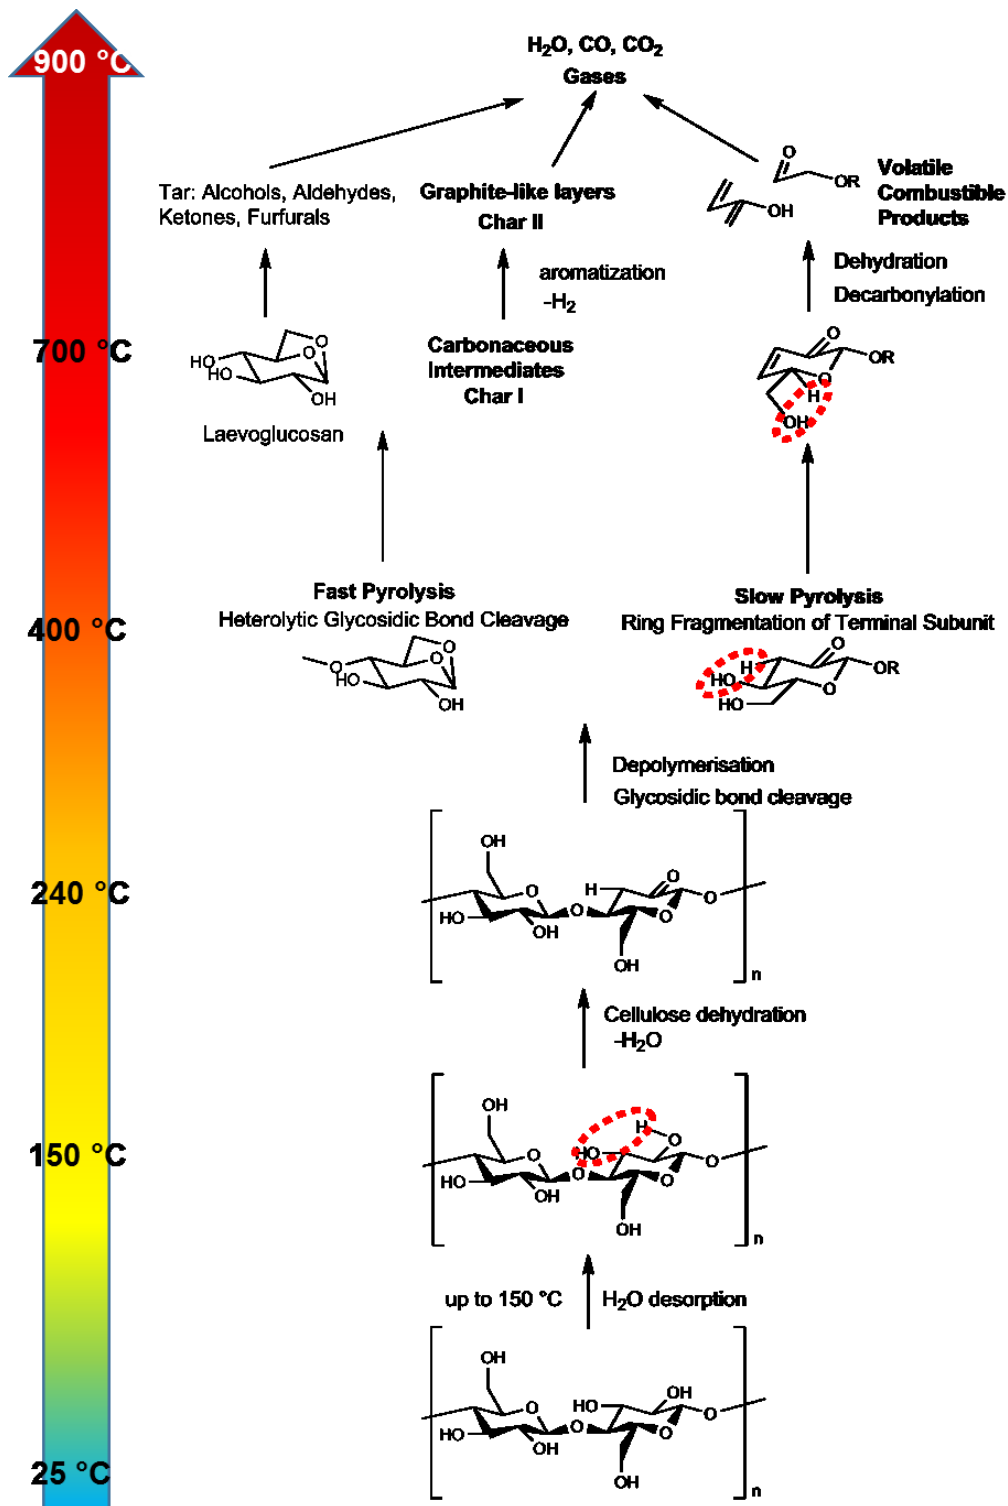 900 °C
H₂O, CO, CO₂
Gases
Tar: Alcohols, Aldehydes,
Ketones, Furfurals
Graphite-like layers
Char II
O
OR
OH
Volatile
Combustible
Products
aromatization
-H₂
Dehydration
Decarbonylation
700 °C
O
O
HO
HO
OH
Laevoglucosan
Carbonaceous
Intermediates
Char I
O
OR
O
H
OH
Fast Pyrolysis
Heterolytic Glycosidic Bond Cleavage
Slow Pyrolysis
Ring Fragmentation of Terminal Subunit
400 °C
O
O
O
HO
OH
O
H
OR
HO
O
HO
Depolymerisation
Glycosidic bond cleavage
240 °C
OH
O
H
O
O
HO
OH
O
O
OH
n
Cellulose dehydration
-H₂O
150 °C
OH
H
O
O
HO
O
HO
OH
O
O
OH
n
up to 150 °C
H₂O desorption
OH
OH
HO
O
O
HO
OH
O
O
OH
n
25 °C